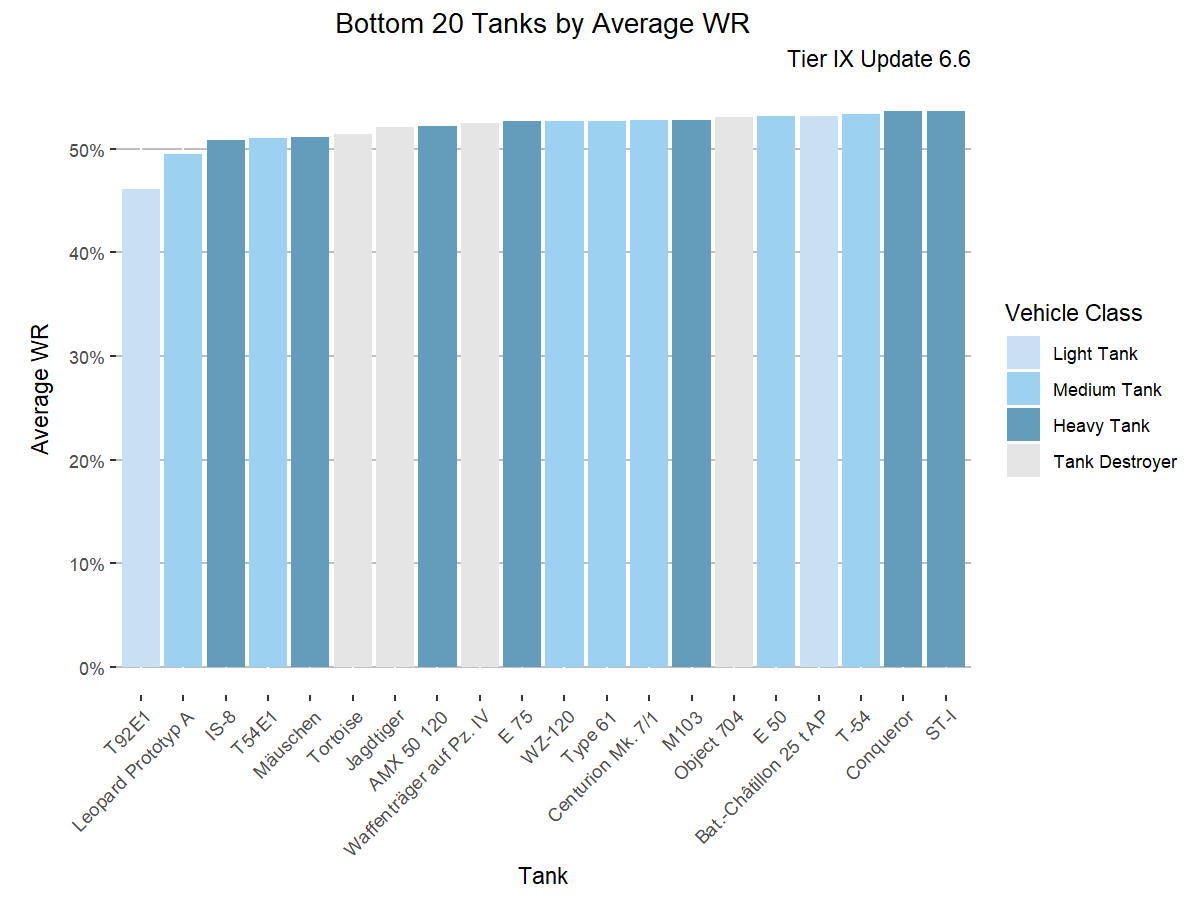 Bottom 20 Tanks by Average WR
Tier IX Update 6.6
Average WR
50%
40%
30%
20%
10%
0%
T92E1
Leopard Prototyp A
IS-8
T54E1
Mäuschen
Tortoise
Jagdtiger
AMX 50 120
Waffenträger auf Pz. IV
E 75
WZ-120
Type 61
Centurion Mk. 7/1
M103
Object 704
E 50
Bat.-Châtillon 25 t AP
T-54
Conqueror
ST-I
Tank
Vehicle Class
Light Tank
Medium Tank
Heavy Tank
Tank Destroyer